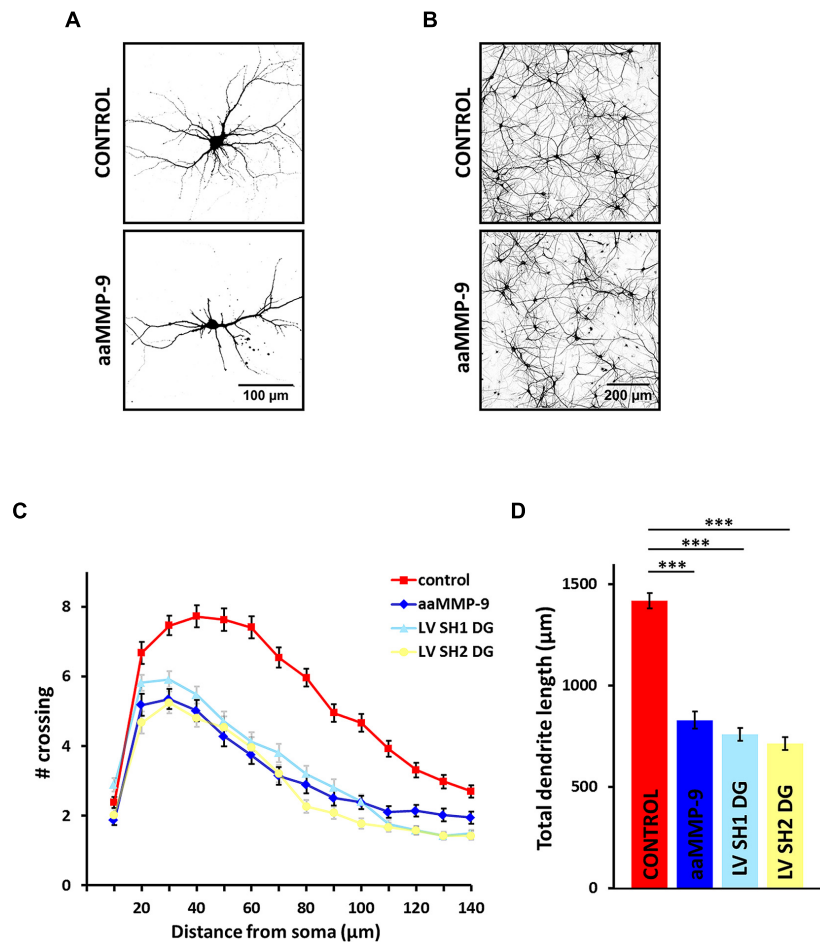 A
B
CONTROL
CONTROL
aaMMP-9
100 µm
aaMMP-9
200 µm
C
# crossing
8
6
4
2
0
20 40 60 80 100 120 140
Distance from soma (µm)
control
aaMMP-9
LV SH1 DG
LV SH2 DG
D
***
***
***
Total dendrite length (µm)
1500
1000
500
0
CONTROL
aaMMP-9
LV SH1 DG
LV SH2 DG